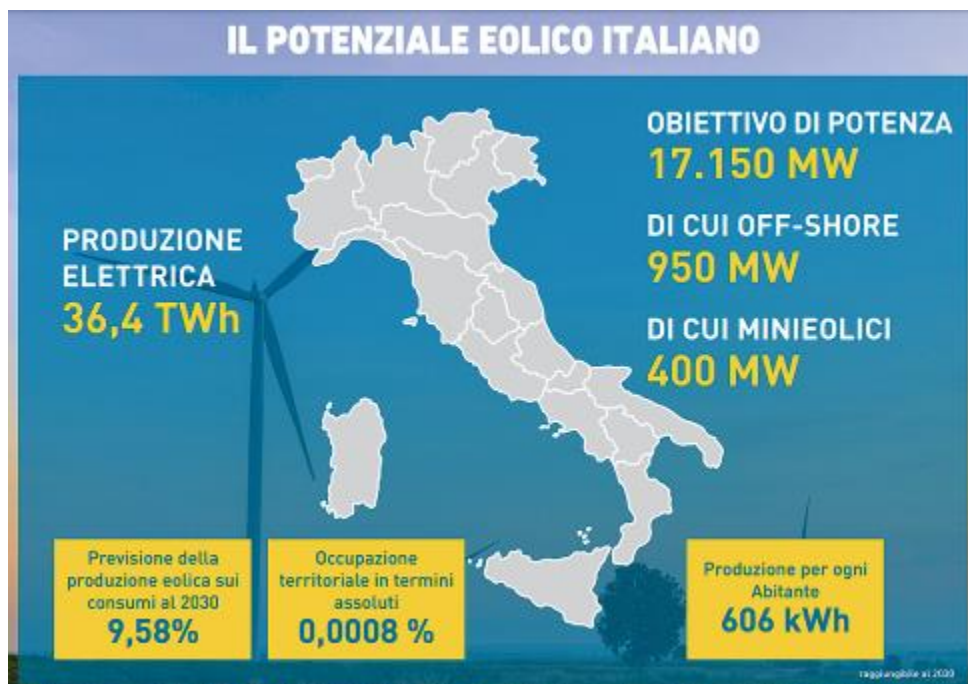 IL POTENZIALE EOLICO ITALIANO
OBIETTIVO DI POTENZA
17.150 MW
DI CUI OFF-SHORE
950 MW
DI CUI MINIEOLICI
400 MW
PRODUZIONE
ELETTRICA
36,4 TWh
Previsione della
produzione eolica sui
consumi al 2030
9,58%
Occupazione
territoriale in termini
assoluti
0,0008 %
Produzione per ogni
Abitante
606 kWh
raggiungibile al 2030